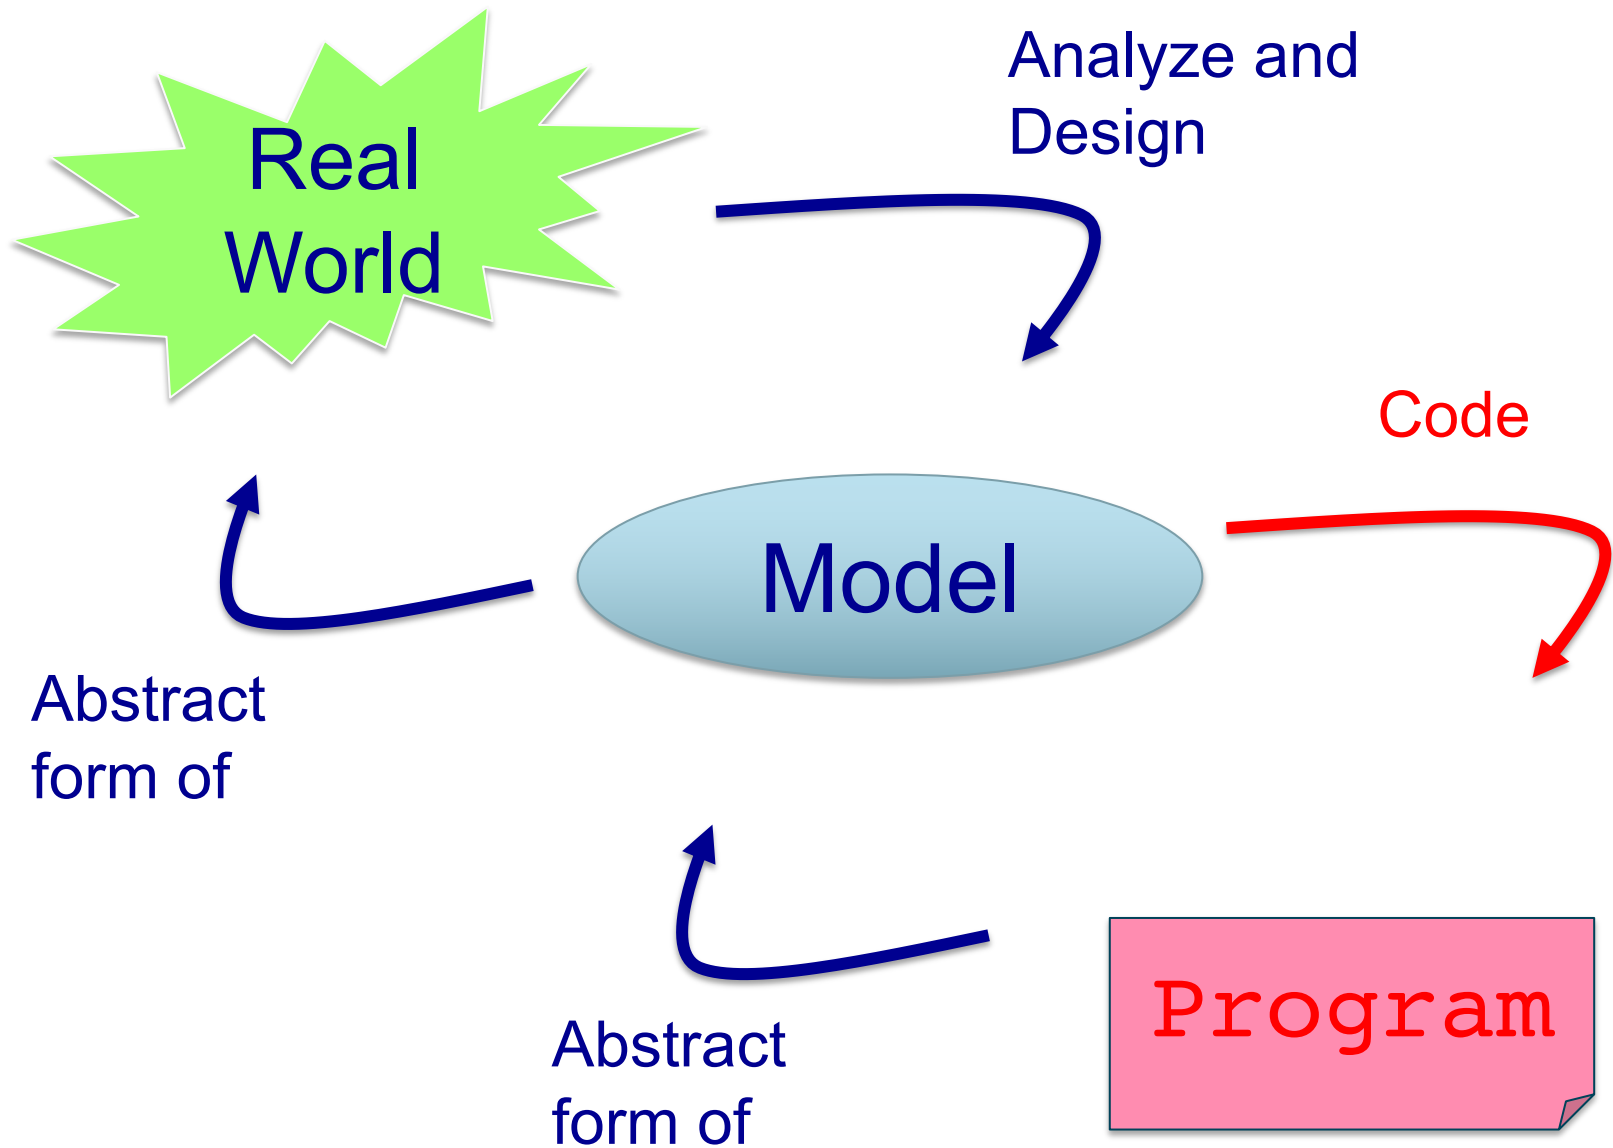 Real
World
Analyze and
Design
Code
Model
Abstract
form of
Program
Abstract
form of